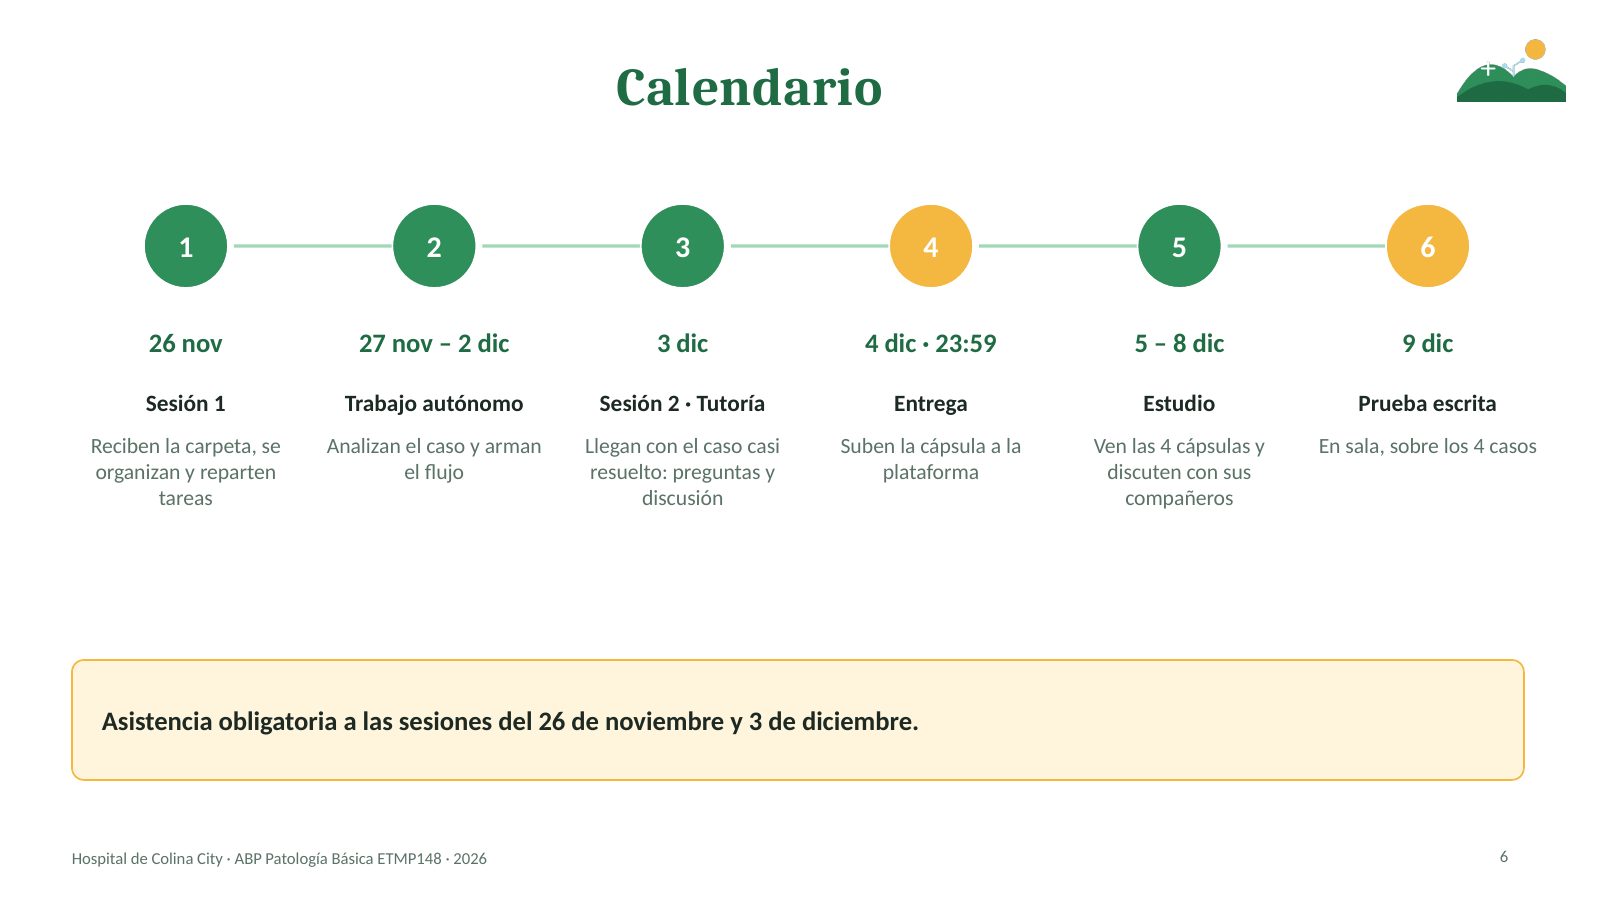 Calendario
1
2
3
4
5
6
26 nov
27 nov – 2 dic
3 dic
4 dic · 23:59
5 – 8 dic
9 dic
Sesión 1
Trabajo autónomo
Sesión 2 · Tutoría
Entrega
Estudio
Prueba escrita
Reciben la carpeta, se
organizan y reparten
tareas
Analizan el caso y arman
el flujo
Llegan con el caso casi
resuelto: preguntas y
discusión
Suben la cápsula a la
plataforma
Ven las 4 cápsulas y
discuten con sus
compañeros
En sala, sobre los 4 casos
Asistencia obligatoria a las sesiones del 26 de noviembre y 3 de diciembre.
Hospital de Colina City · ABP Patología Básica ETMP148 · 2026
6